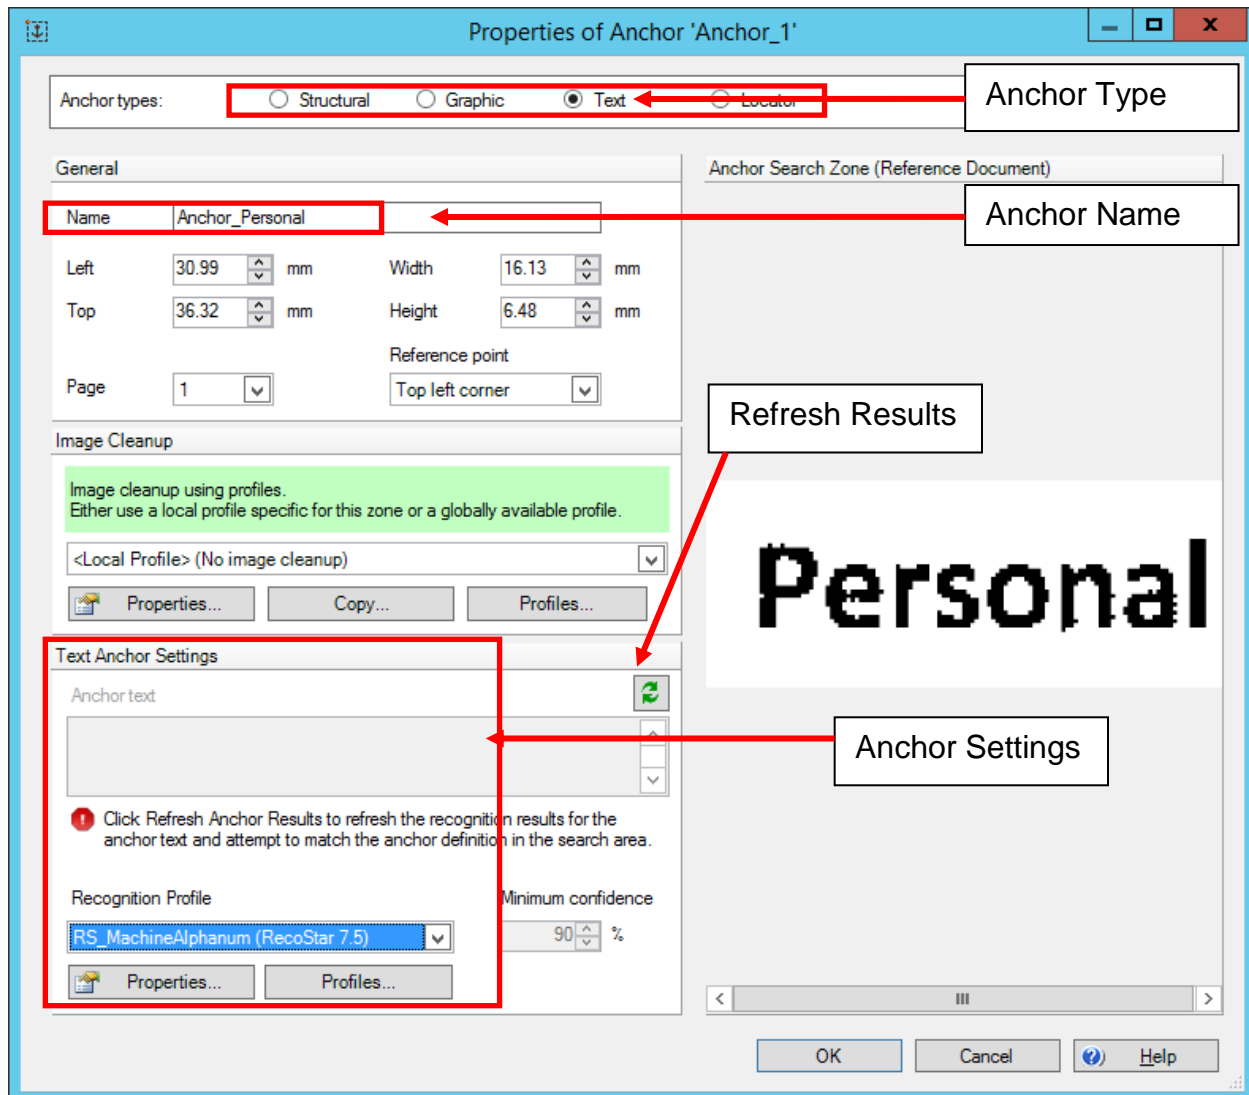 Properties of Anchor 'Anchor_1'
Anchor types: Structural Graphic Text Locator
Anchor Type
General
Anchor Search Zone (Reference Document)
Name Anchor_Personal
Anchor Name
Left 30.99 mm Width 16.13 mm
Top 36.32 mm Height 6.48 mm
Reference point
Page 1 Top left corner
Refresh Results
Image Cleanup
Image cleanup using profiles.
Either use a local profile specific for this zone or a globally available profile.
<Local Profile> (No image cleanup)
Properties... Copy... Profiles...
Personal
Text Anchor Settings
Anchor text
Anchor Settings
Click Refresh Anchor Results to refresh the recognition results for the
anchor text and attempt to match the anchor definition in the search area.
Recognition Profile Minimum confidence
RS_MachineAlphanum (RecoStar 7.5) 90 %
Properties... Profiles...
OK Cancel Help